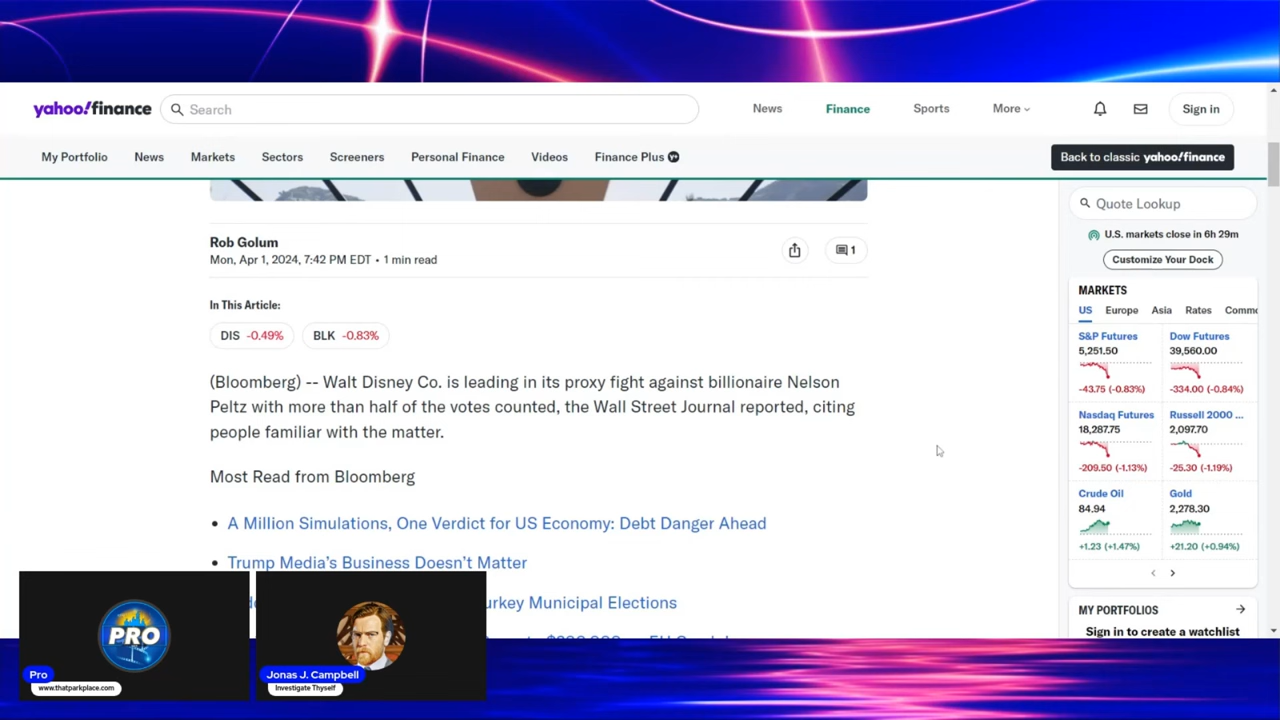 yahoo!finance
Search
News
Finance
Sports
More
Sign in
My Portfolio
News
Markets
Sectors
Screeners
Personal Finance
Videos
Finance Plus
Back to classic yahoo!finance
Rob Golum
Mon, Apr 1, 2024, 7:42 PM EDT • 1 min read
1
In This Article:
DIS -0.49%
BLK -0.83%
(Bloomberg) -- Walt Disney Co. is leading in its proxy fight against billionaire Nelson
Peltz with more than half of the votes counted, the Wall Street Journal reported, citing
people familiar with the matter.
Most Read from Bloomberg
• A Million Simulations, One Verdict for US Economy: Debt Danger Ahead
• Trump Media's Business Doesn't Matter
Municipal Elections
Quote Lookup
U.S. markets close in 6h 29m
Customize Your Dock
MARKETS
US
Europe
Asia
Rates
S&P Futures
5,251.50
-43.75 (-0.83%)
Dow Futures
39,560.00
-334.00 (-0.84%)
Nasdaq Futures
18,287.75
-209.50 (-1.13%)
Russell 2000 ...
2,097.70
-25.30 (-1.19%)
Crude Oil
84.94
+1.23 (+1.47%)
Gold
2,278.30
+21.20 (+0.94%)
MY PORTFOLIOS
Sign in to create a watchlist
PRO
Pro
www.thatparkplace.com
Jonas J. Campbell
Investigate Thyself